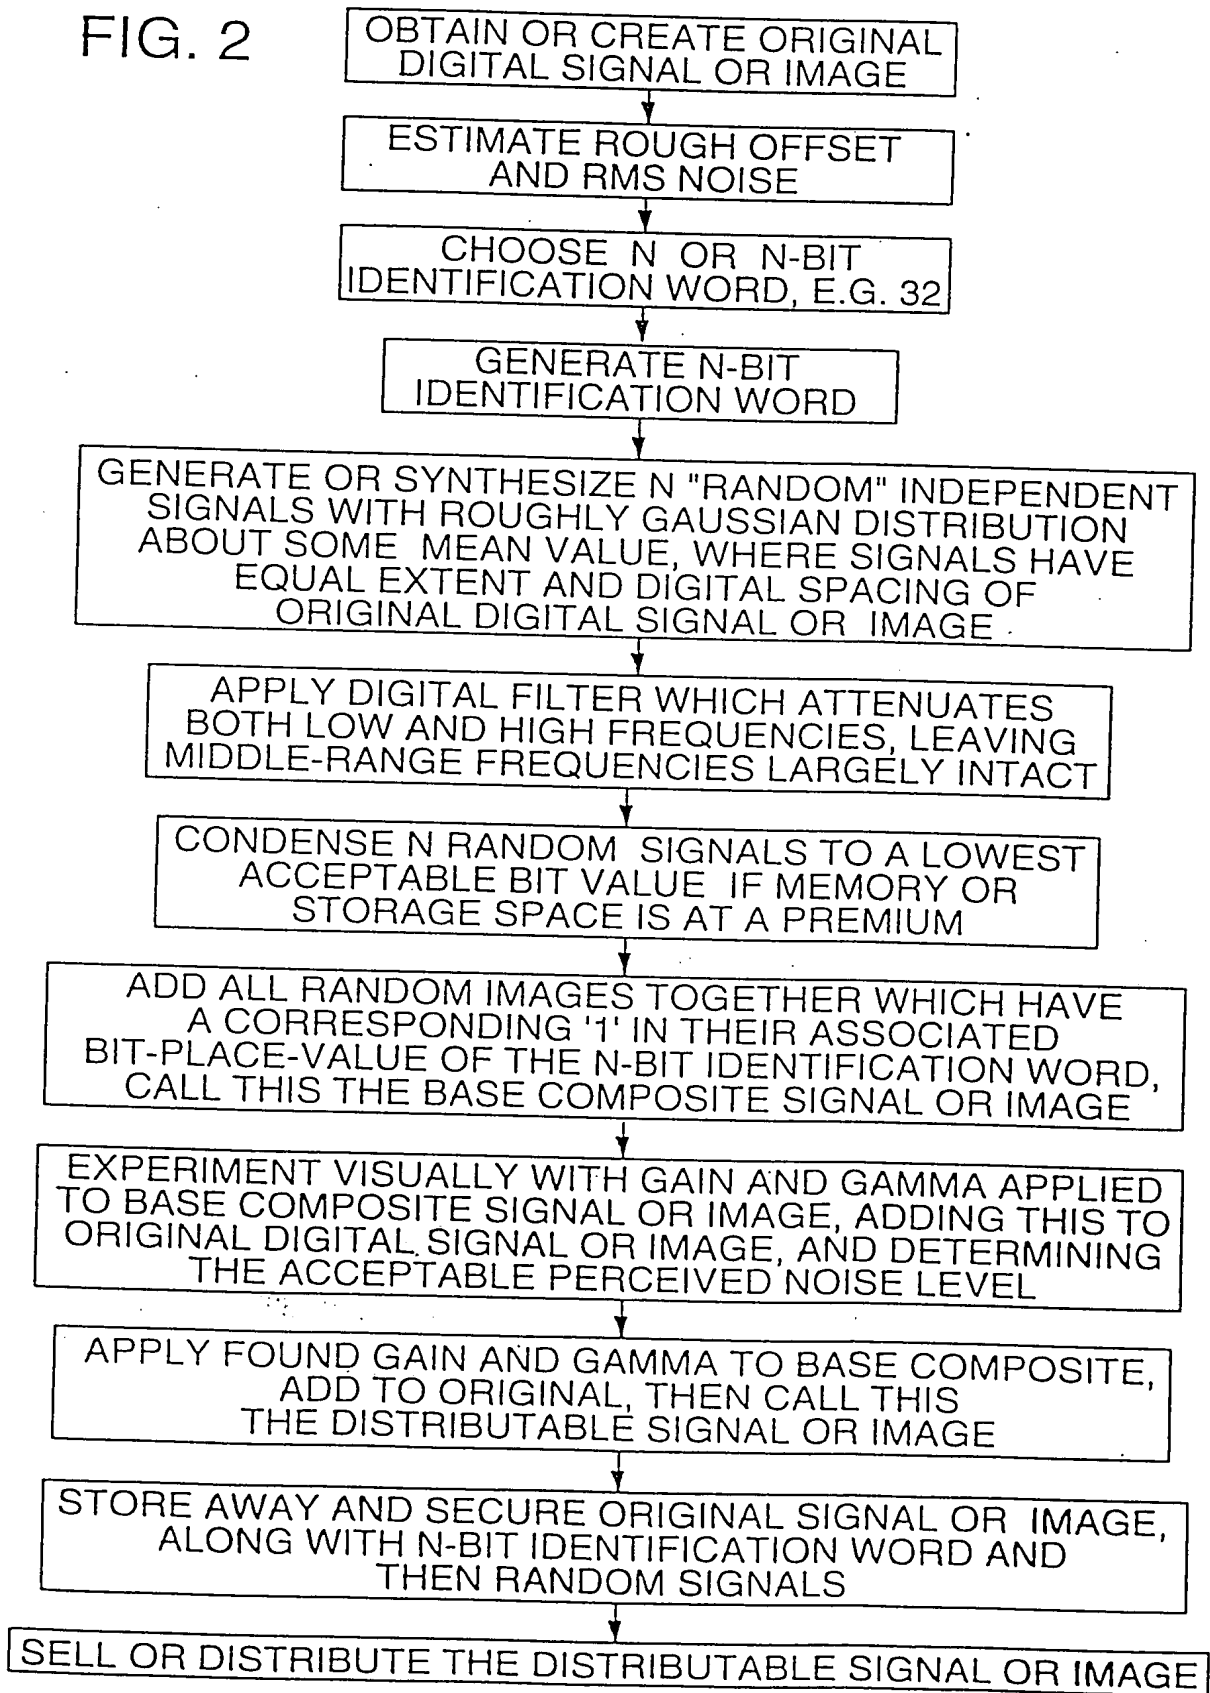 FIG. 2
OBTAIN OR CREATE ORIGINAL
DIGITAL SIGNAL OR IMAGE
ESTIMATE ROUGH OFFSET
AND RMS NOISE
CHOOSE N OR N-BIT
IDENTIFICATION WORD, E.G. 32
GENERATE N-BIT
IDENTIFICATION WORD
GENERATE OR SYNTHESIZE N "RANDOM" INDEPENDENT
SIGNALS WITH ROUGHLY GAUSSIAN DISTRIBUTION
ABOUT SOME MEAN VALUE, WHERE SIGNALS HAVE
EQUAL EXTENT AND DIGITAL SPACING OF
ORIGINAL DIGITAL SIGNAL OR IMAGE
APPLY DIGITAL FILTER WHICH ATTENUATES
BOTH LOW AND HIGH FREQUENCIES, LEAVING
MIDDLE-RANGE FREQUENCIES LARGELY INTACT
CONDENSE N RANDOM SIGNALS TO A LOWEST
ACCEPTABLE BIT VALUE IF MEMORY OR
STORAGE SPACE IS AT A PREMIUM
ADD ALL RANDOM IMAGES TOGETHER WHICH HAVE
A CORRESPONDING '1' IN THEIR ASSOCIATED
BIT-PLACE-VALUE OF THE N-BIT IDENTIFICATION WORD,
CALL THIS THE BASE COMPOSITE SIGNAL OR IMAGE
EXPERIMENT VISUALLY WITH GAIN AND GAMMA APPLIED
TO BASE COMPOSITE SIGNAL OR IMAGE, ADDING THIS TO
ORIGINAL DIGITAL SIGNAL OR IMAGE, AND DETERMINING
THE ACCEPTABLE PERCEIVED NOISE LEVEL
APPLY FOUND GAIN AND GAMMA TO BASE COMPOSITE,
ADD TO ORIGINAL, THEN CALL THIS
THE DISTRIBUTABLE SIGNAL OR IMAGE
STORE AWAY AND SECURE ORIGINAL SIGNAL OR IMAGE,
ALONG WITH N-BIT IDENTIFICATION WORD AND
THEN RANDOM SIGNALS
SELL OR DISTRIBUTE THE DISTRIBUTABLE SIGNAL OR IMAGE